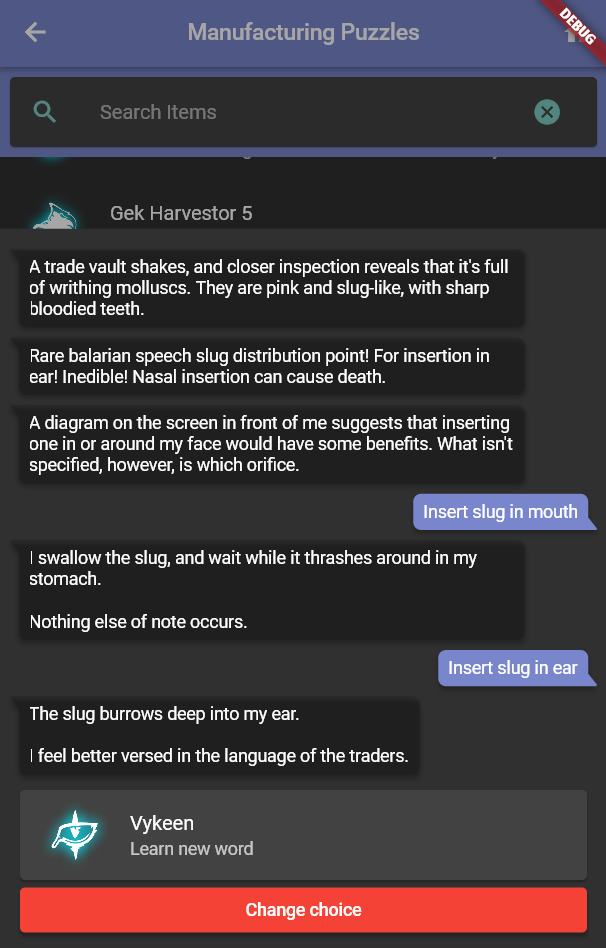 Manufacturing Puzzles
DEBUG
Search Items
Gek Harvestor 5
A trade vault shakes, and closer inspection reveals that it's full
of writhing molluscs. They are pink and slug-like, with sharp
bloodied teeth.
Rare balarian speech slug distribution point! For insertion in
ear! Inedible! Nasal insertion can cause death.
A diagram on the screen in front of me suggests that inserting
one in or around my face would have some benefits. What isn't
specified, however, is which orifice.
Insert slug in mouth
I swallow the slug, and wait while it thrashes around in my
stomach.
Nothing else of note occurs.
Insert slug in ear
The slug burrows deep into my ear.
I feel better versed in the language of the traders.
Vykeen
Learn new word
Change choice